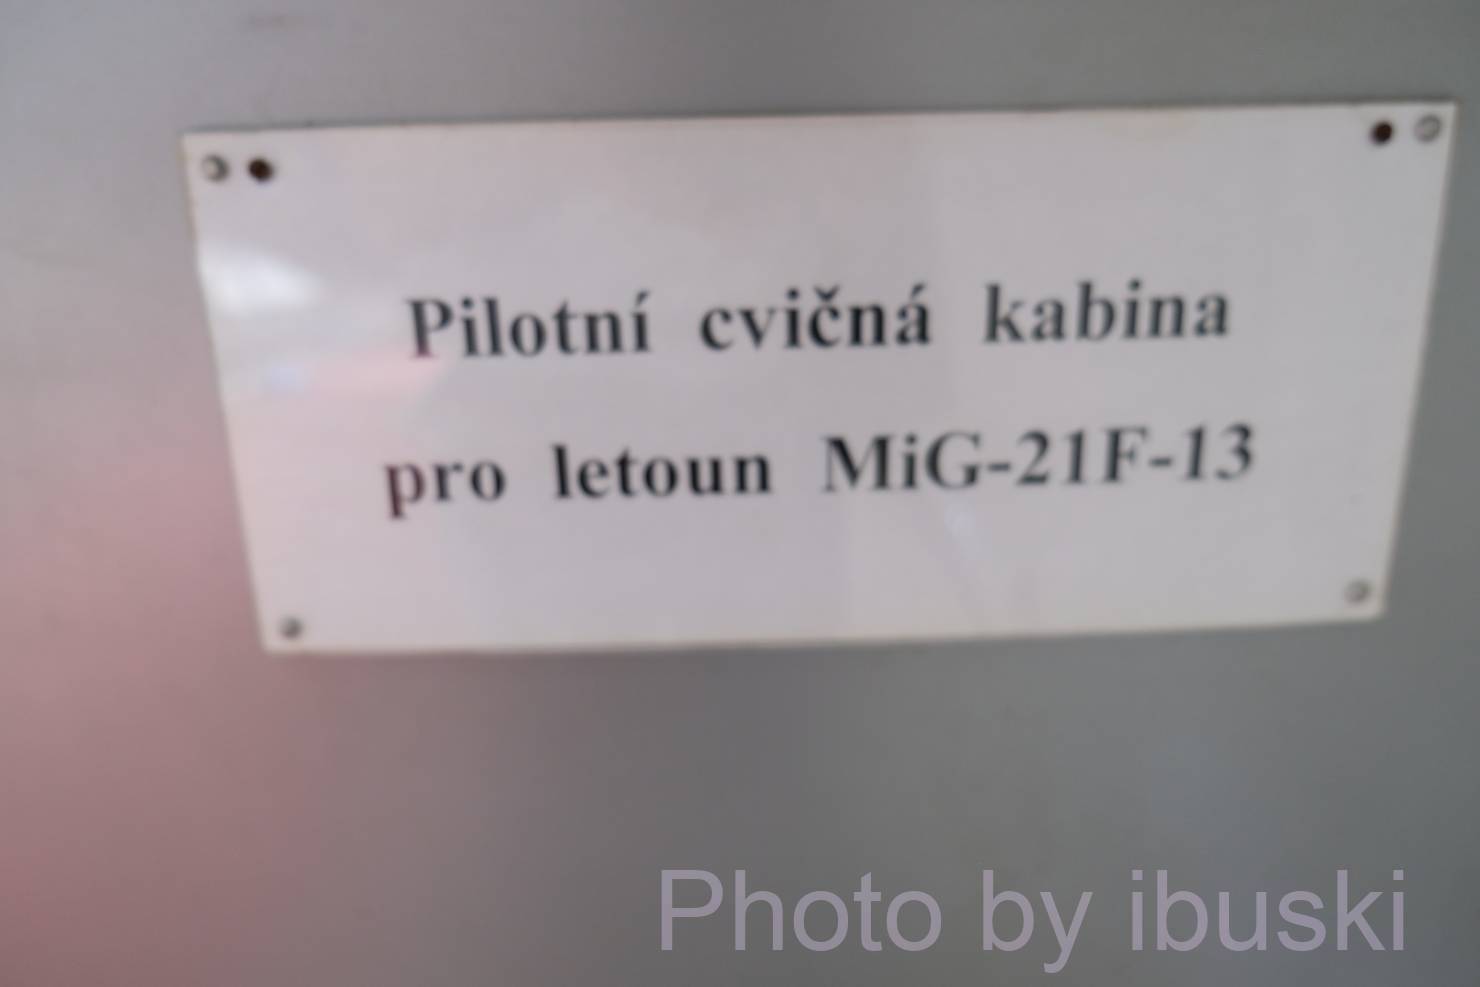 Pilotní cvičná kabina
pro letoun MiG-21F-13
Photo by ibuski